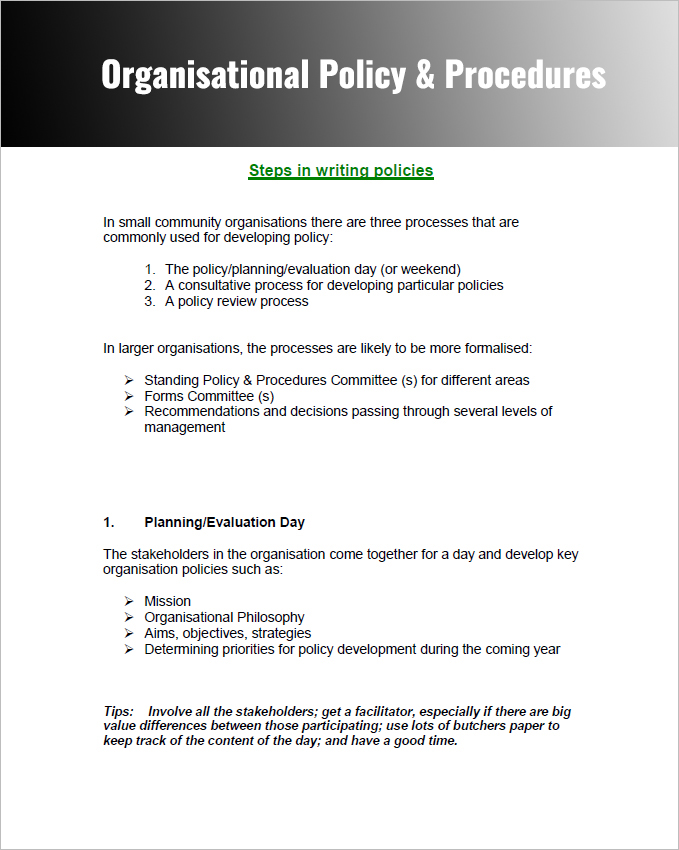 Organisational Policy & Procedures
Steps in writing policies
In small community organisations there are three processes that are
commonly used for developing policy:
1. The policy/planning/evaluation day (or weekend)
2. A consultative process for developing particular policies
3. A policy review process
In larger organisations, the processes are likely to be more formalised:
➢ Standing Policy & Procedures Committee (s) for different areas
➢ Forms Committee (s)
➢ Recommendations and decisions passing through several levels of
management
1. Planning/Evaluation Day
The stakeholders in the organisation come together for a day and develop key
organisation policies such as:
➢ Mission
➢ Organisational Philosophy
➢ Aims, objectives, strategies
➢ Determining priorities for policy development during the coming year
Tips: Involve all the stakeholders; get a facilitator, especially if there are big
value differences between those participating; use lots of butchers paper to
keep track of the content of the day; and have a good time.